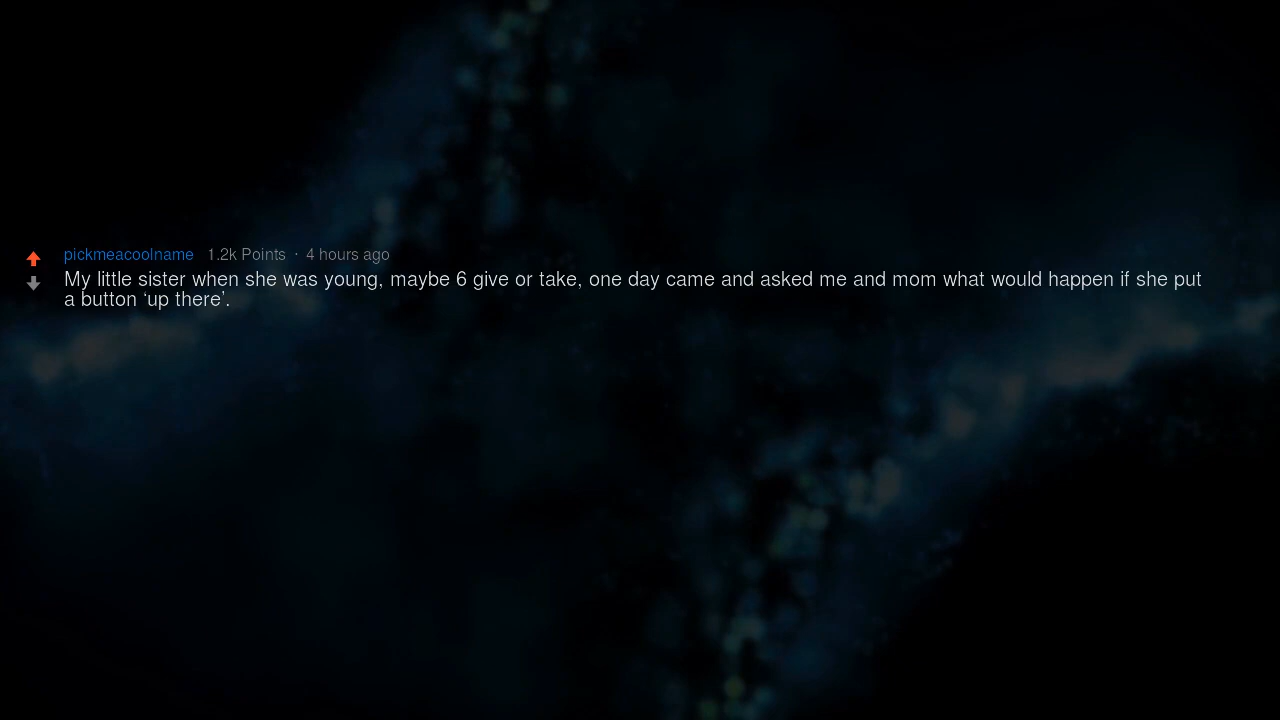 pickmeacoolname 1.2k Points · 4 hours ago
My little sister when she was young, maybe 6 give or take, one day came and asked me and mom what would happen if she put
a button ‘up there’.